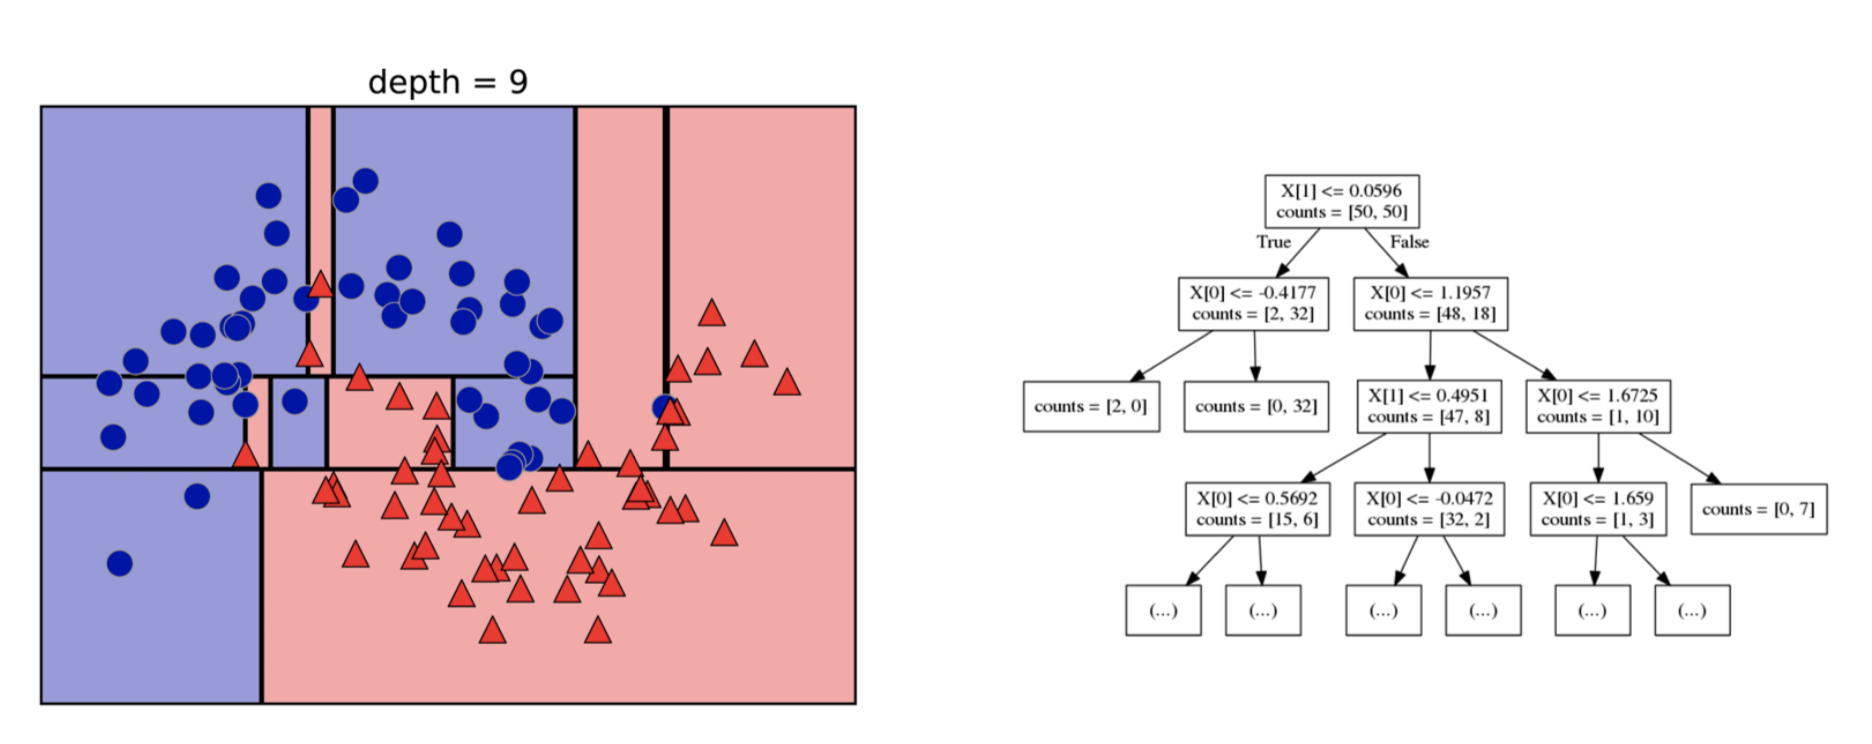 depth = 9
X[1] <= 0.0596
counts = [50, 50]
True
False
X[0] <= -0.4177
counts = [2, 32]
X[0] <= 1.1957
counts = [48, 18]
counts = [2, 0]
counts = [0, 32]
X[1] <= 0.4951
counts = [47, 8]
X[0] <= 1.6725
counts = [1, 10]
X[0] <= 0.5692
counts = [15, 6]
X[0] <= -0.0472
counts = [32, 2]
X[0] <= 1.659
counts = [1, 3]
counts = [0, 7]
(...)
(...)
(...)
(...)
(...)
(...)